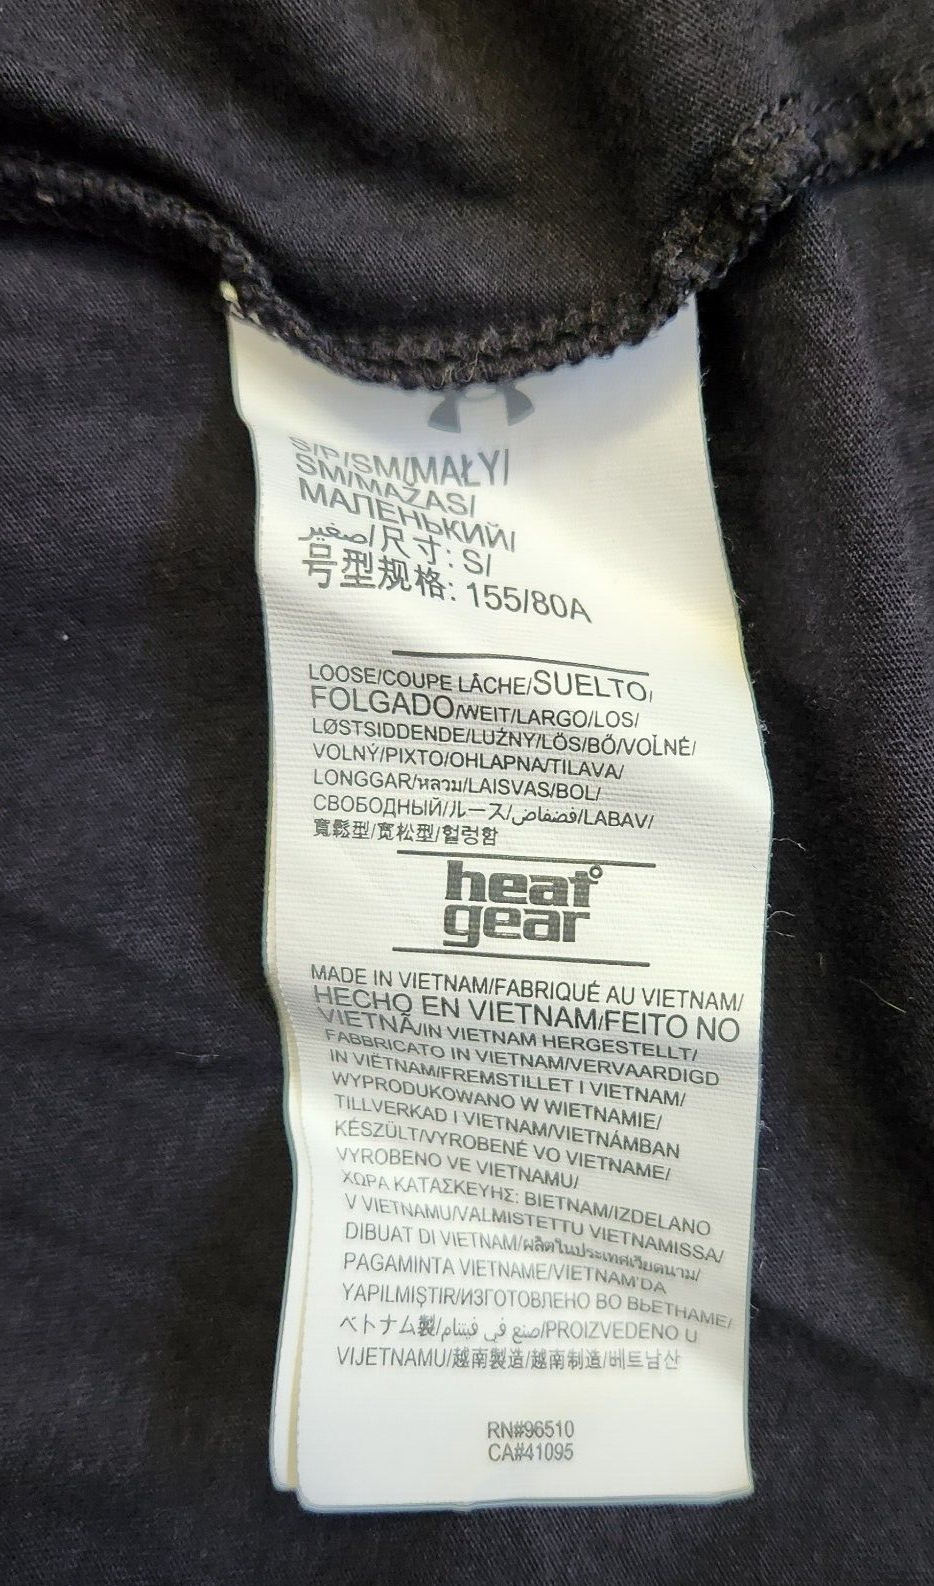 S/P/SM/MAŁY/
SM/MAŽAS/
МАЛЕНЬКИЙ/
صغير/尺寸: S/
号型规格: 155/80A
LOOSE/COUPE LÂCHE/SUELTO/
FOLGADO/WEIT/LARGO/LOS/
LØSTSIDDENDE/LUŹNY/LÖS/BŐ/VOĽNÉ/
VOLNÝ/ΡΙΧΤΟ/OHLAPNA/TILAVA/
LONGGAR/หลวม/LAISVAS/BOL/
СВОБОДНЫЙ/ルース/فضفاض/LABAV/
寬鬆型/宽松型/헐렁함
heat
gear
MADE IN VIETNAM/FABRIQUÉ AU VIETNAM/
HECHO EN VIETNAM/FEITO NO
VIETNÃ/IN VIETNAM HERGESTELLT/
FABBRICATO IN VIETNAM/VERVAARDIGD
IN VIETNAM/FREMSTILLET I VIETNAM/
WYPRODUKOWANO W WIETNAMIE/
TILLVERKAD I VIETNAM/VIETNÁMBAN
KÉSZÜLT/VYROBENÉ VO VIETNAME/
VYROBENO VE VIETNAMU/
ΧΩΡΑ ΚΑΤΑΣΚΕΥΗΣ: ΒΙΕΤΝΑΜ/IZDELANO
V VIETNAMU/VALMISTETTU VIETNAMISSA/
DIBUAT DI VIETNAM/ผลิตในประเทศเวียดนาม/
PAGAMINTA VIETNAME/VIETNAM'DA
YAPILMIŞTIR/ИЗГОТОВЛЕНО ВО ВЬЕТНАМЕ/
ベトナム製/صنع في فيتنام/PROIZVEDENO U
VIJETNAMU/越南製造/越南制造/베트남산
RN#96510
CA#41095